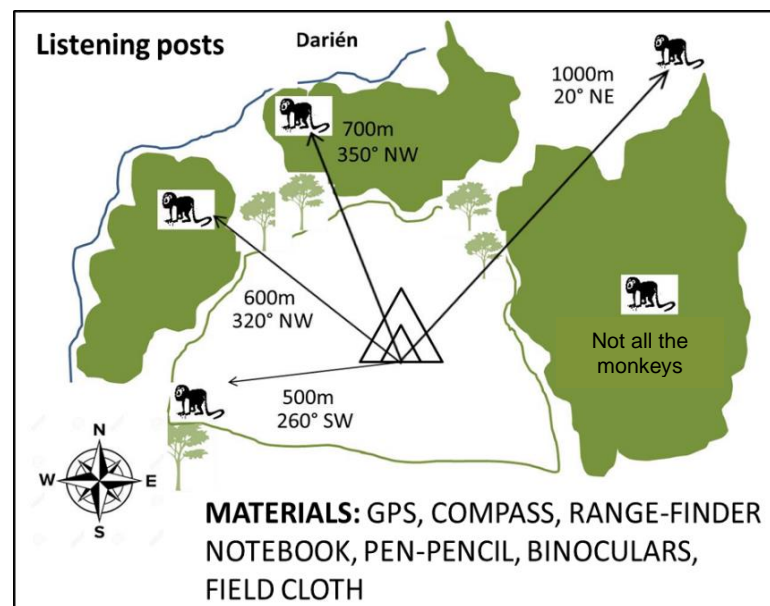 Listening posts
Darién
1000m
20° NE
700m
350° NW
600m
320° NW
500m
260° SW
Not all the
monkeys
N
W E
S
MATERIALS: GPS, COMPASS, RANGE-FINDER
NOTEBOOK, PEN-PENCIL, BINOCULARS,
FIELD CLOTH